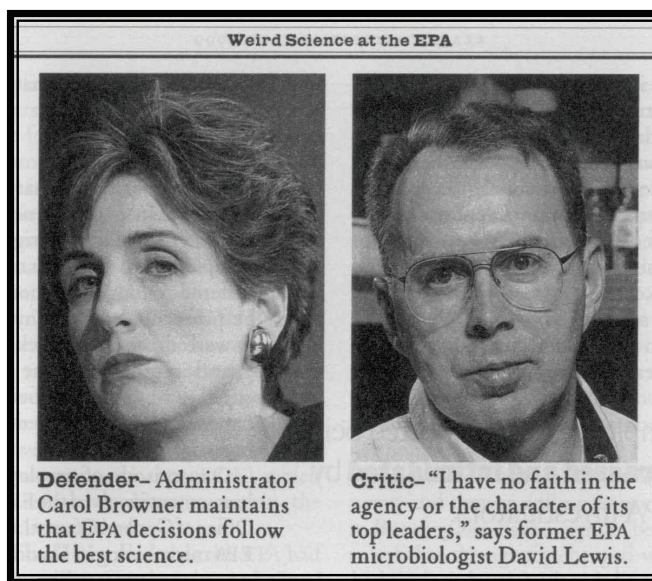 Weird Science at the EPA
Defender– Administrator
Carol Browner maintains
that EPA decisions follow
the best science.
Critic– “I have no faith in the
agency or the character of its
top leaders,” says former EPA
microbiologist David Lewis.